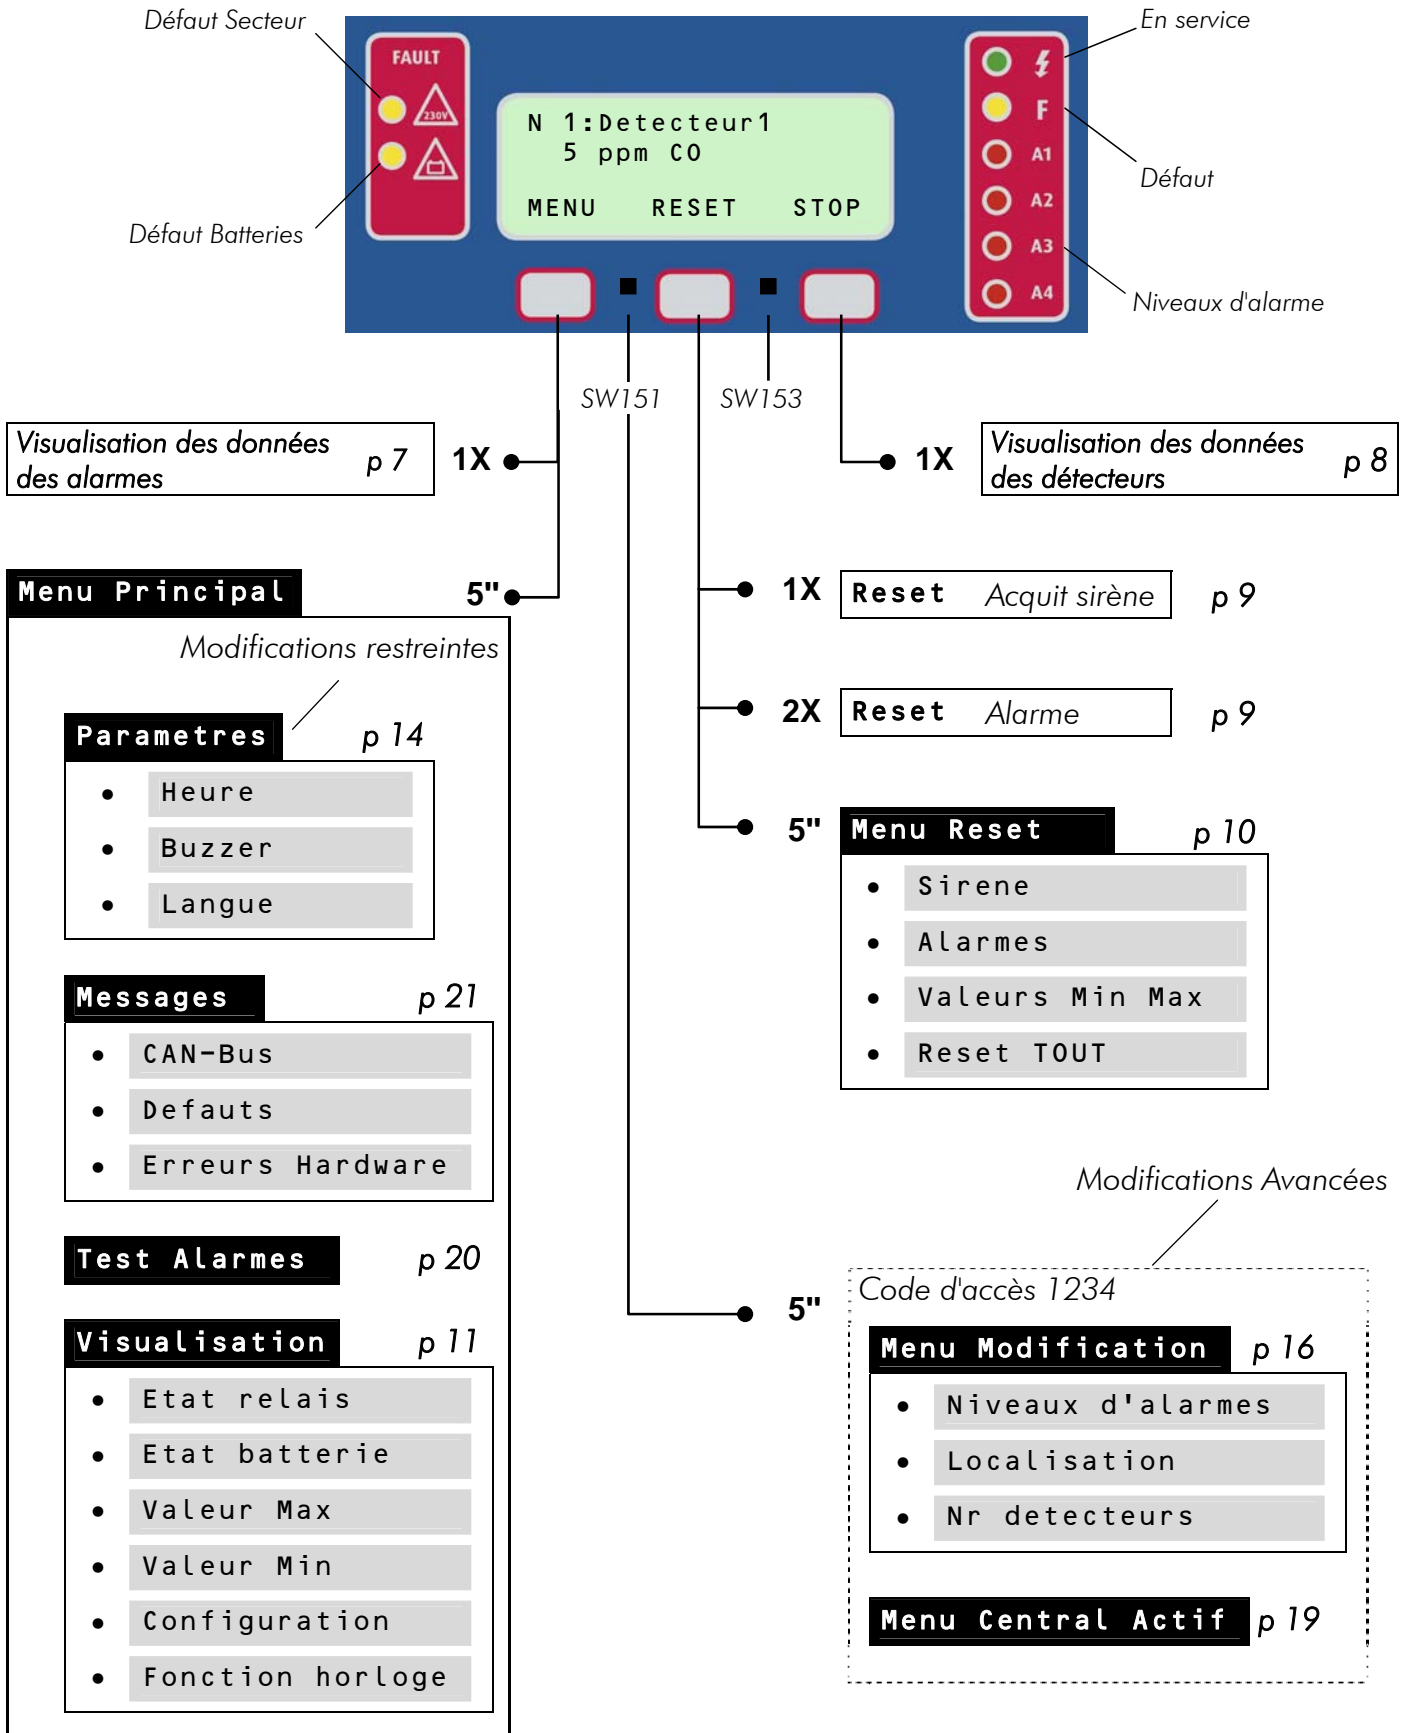 Défaut Secteur
En service
FAULT
230V
F
A1
A2
A3
A4
N 1:Detecteur1
5 ppm CO
MENU RESET STOP
Défaut
Défaut Batteries
Niveaux d'alarme
SW151
SW153
Visualisation des données
des alarmes
p 7
1X
1X
Visualisation des données
des détecteurs
p 8
Menu Principal
5"
Modifications restreintes
Parametres p 14
• Heure
• Buzzer
• Langue
Messages p 21
• CAN-Bus
• Defauts
• Erreurs Hardware
Test Alarmes p 20
Visualisation p 11
• Etat relais
• Etat batterie
• Valeur Max
• Valeur Min
• Configuration
• Fonction horloge
1X Reset Acquit sirène p 9
2X Reset Alarme p 9
5" Menu Reset p 10
• Sirene
• Alarmes
• Valeurs Min Max
• Reset TOUT
Modifications Avancées
5"
Code d'accès 1234
Menu Modification p 16
• Niveaux d'alarmes
• Localisation
• Nr detecteurs
Menu Central Actif p 19